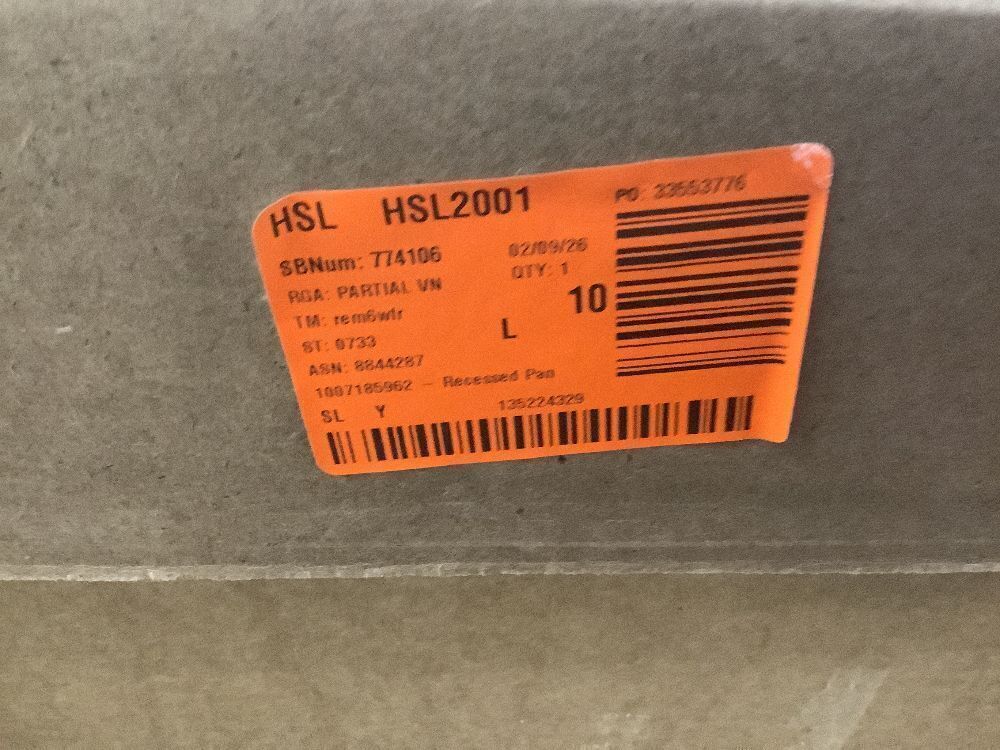 HSL HSL2001
PO: 33553776
SBNum: 774106 02/09/26
RGA: PARTIAL VN QTY: 1
TM: rem6wfr L 10
ST: 0733
ASN: 8844287
1007185962 - Recessed Pan
SL Y 135224329